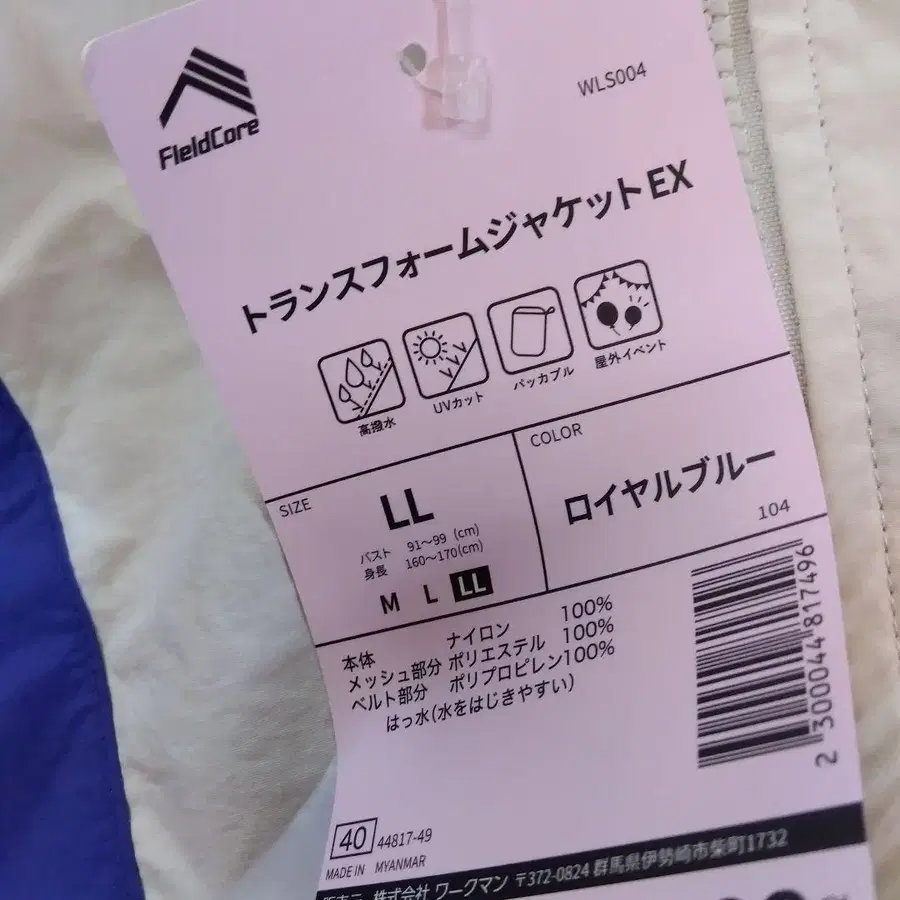 FieldCore
WLS004
トランスフォームジャケットEX
高撥水
UVカット
パッカブル
屋外イベント
SIZE
LL
バスト 91〜99 (cm)
身長 160〜170(cm)
M L LL
COLOR
ロイヤルブルー
104
本体 ナイロン 100%
メッシュ部分 ポリエステル 100%
ベルト部分 ポリプロピレン100%
はっ水(水をはじきやすい)
2300044817496
40 44817-49
MADE IN MYANMAR
株式会社 ワークマン 〒372-0824 群馬県伊勢崎市柴町1732